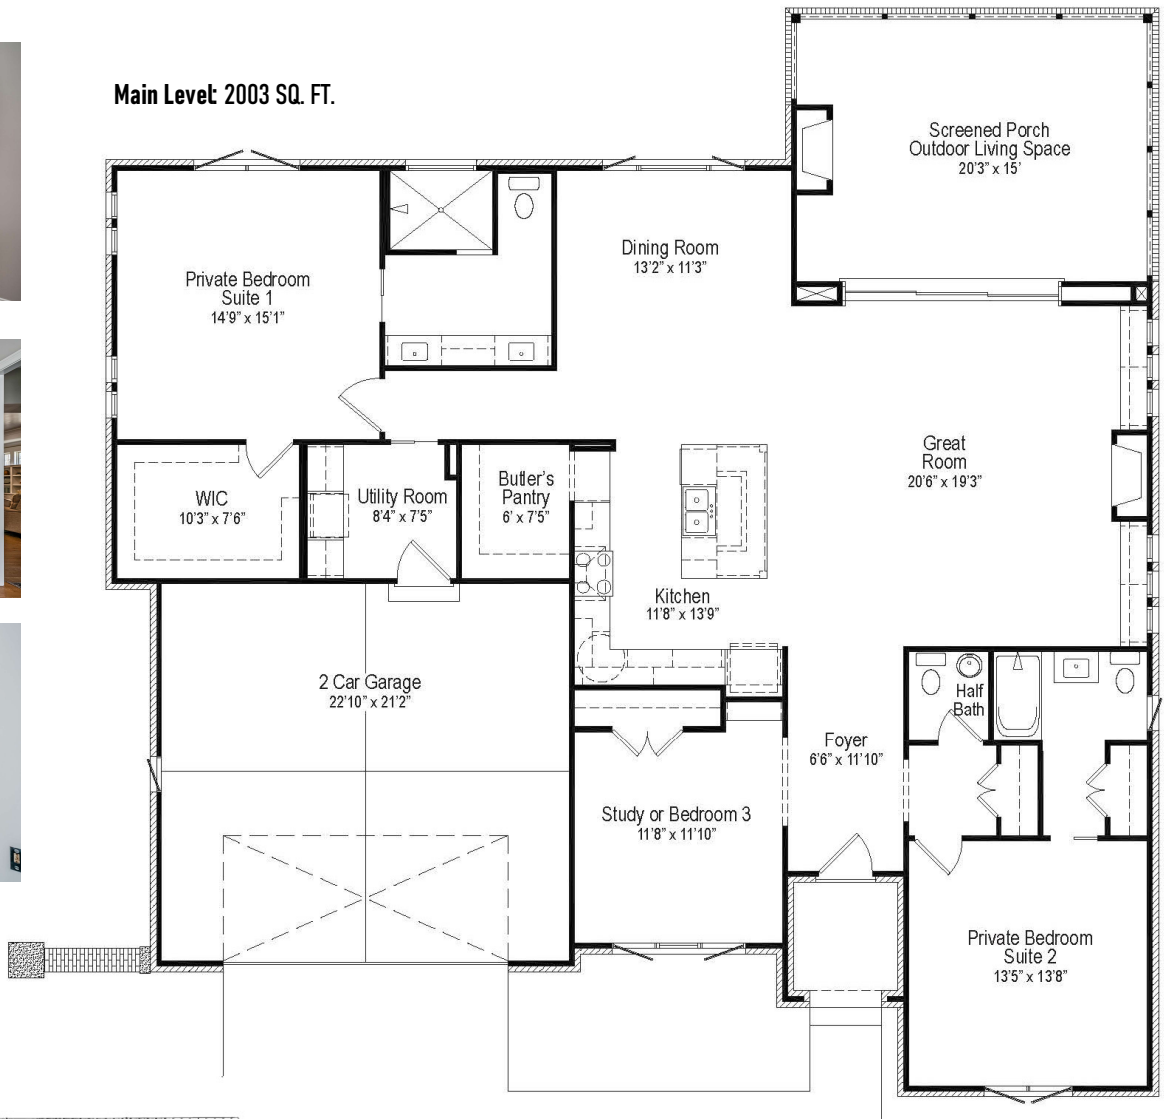 Main Level: 2003 SQ. FT.
Screened Porch
Outdoor Living Space
20'3" x 15'
Dining Room
13'2" x 11'3"
Private Bedroom
Suite 1
14'9" x 15'1"
Great
Room
20'6" x 19'3"
WIC
10'3" x 7'6"
Utility Room
8'4" x 7'5"
Butler's
Pantry
6' x 7'5"
Kitchen
11'8" x 13'9"
2 Car Garage
22'10" x 21'2"
Half
Bath
Foyer
6'6" x 11'10"
Study or Bedroom 3
11'8" x 11'10"
Private Bedroom
Suite 2
13'5" x 13'8"